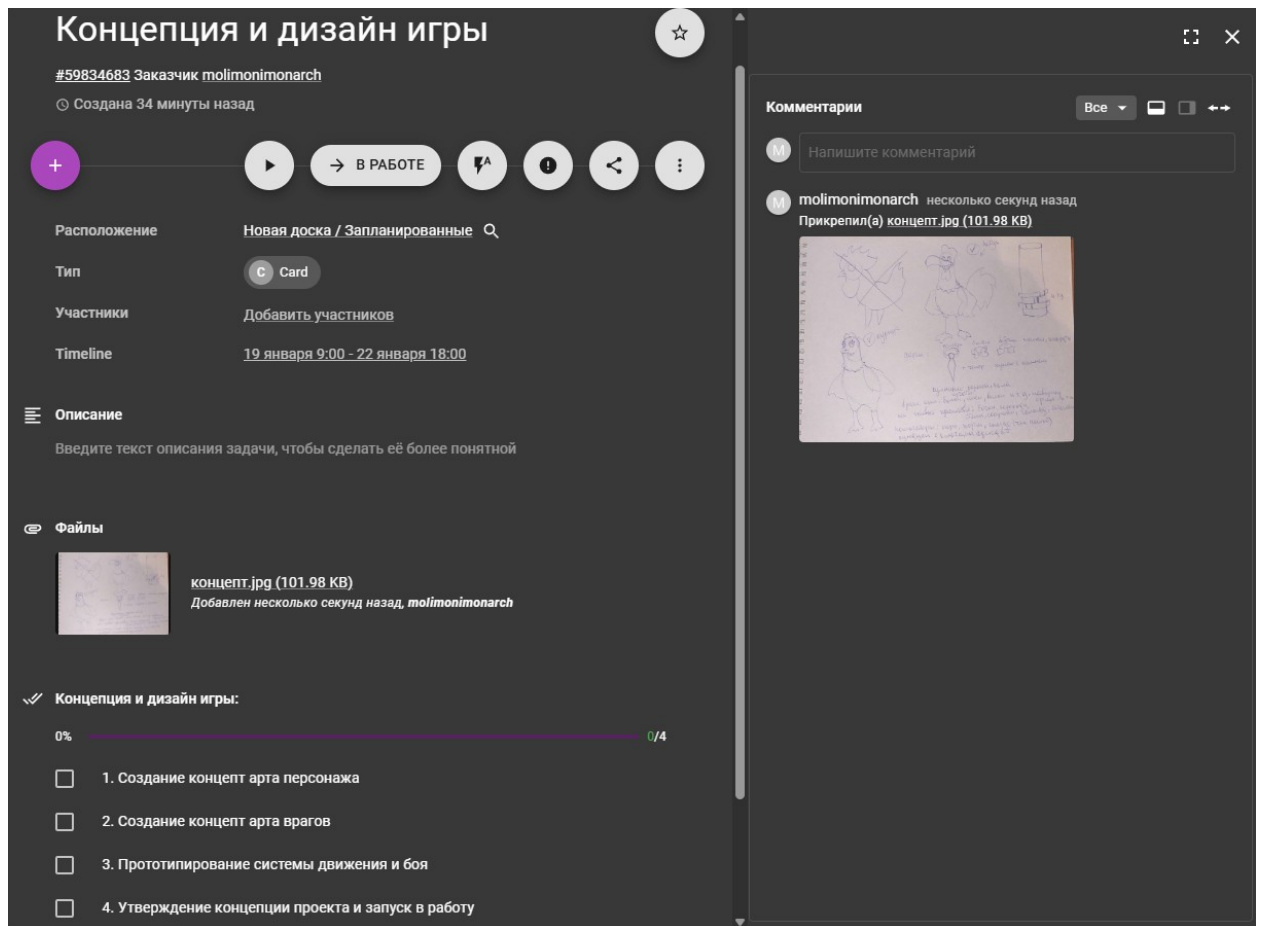 Концепция и дизайн игры
#59834683 Заказчик molimonimonarch
Создана 34 минуты назад
В РАБОТЕ
Расположение Новая доска / Запланированные
Тип C Card
Участники Добавить участников
Timeline 19 января 9:00 - 22 января 18:00
Описание
Введите текст описания задачи, чтобы сделать её более понятной
Файлы
концепт.jpg (101.98 KB)
Добавлен несколько секунд назад, molimonimonarch
Концепция и дизайн игры:
0% 0/4
1. Создание концепт арта персонажа
2. Создание концепт арта врагов
3. Прототипирование системы движения и боя
4. Утверждение концепции проекта и запуск в работу
Комментарии Все
M Напишите комментарий
M molimonimonarch несколько секунд назад
Прикрепил(а) концепт.jpg (101.98 KB)